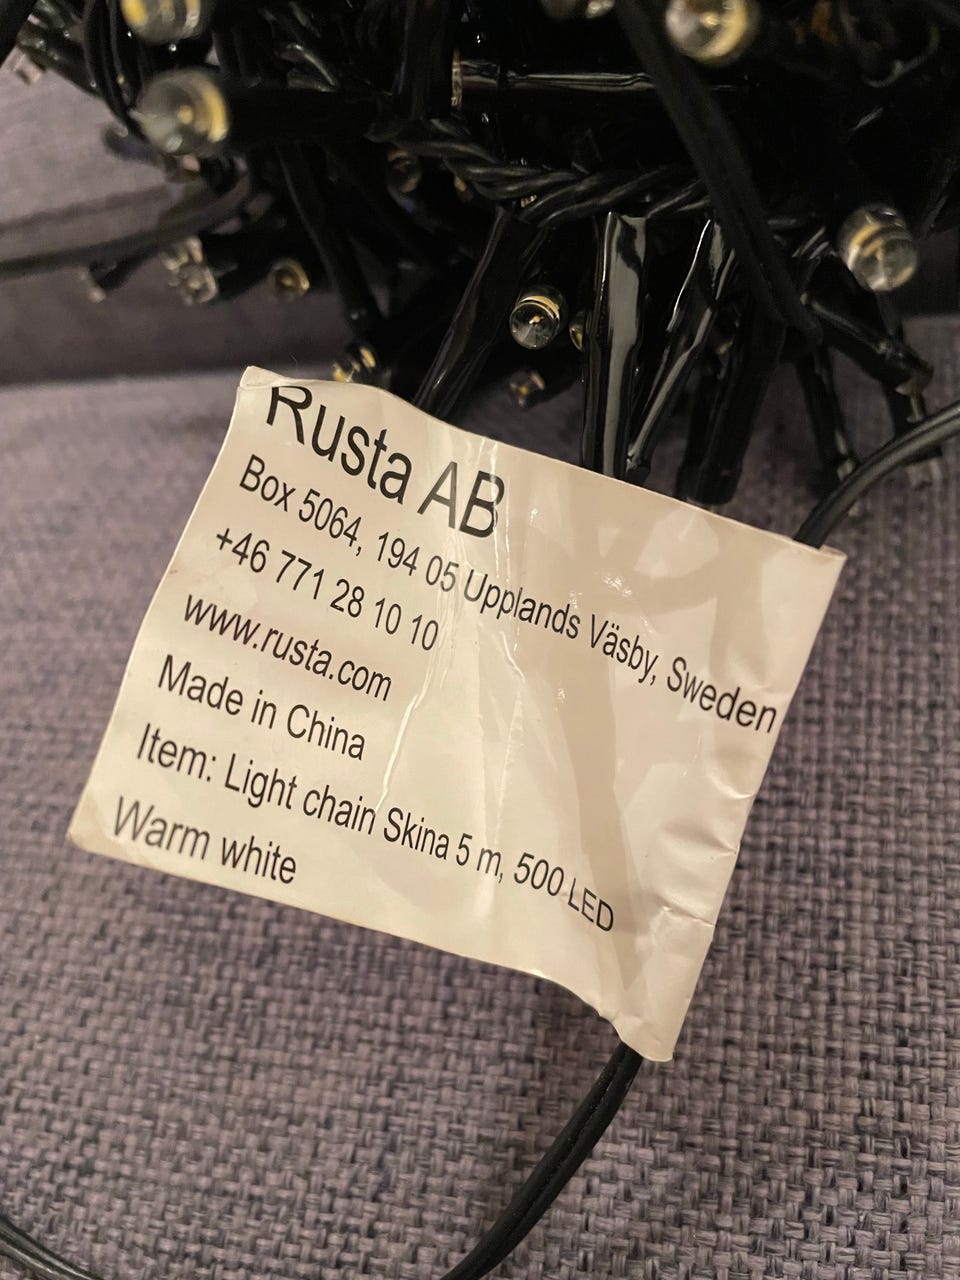 Rusta AB
Box 5064, 194 05 Upplands Väsby, Sweden
+46 771 28 10 10
www.rusta.com
Made in China
Item: Light chain Skina 5 m, 500 LED
Warm white